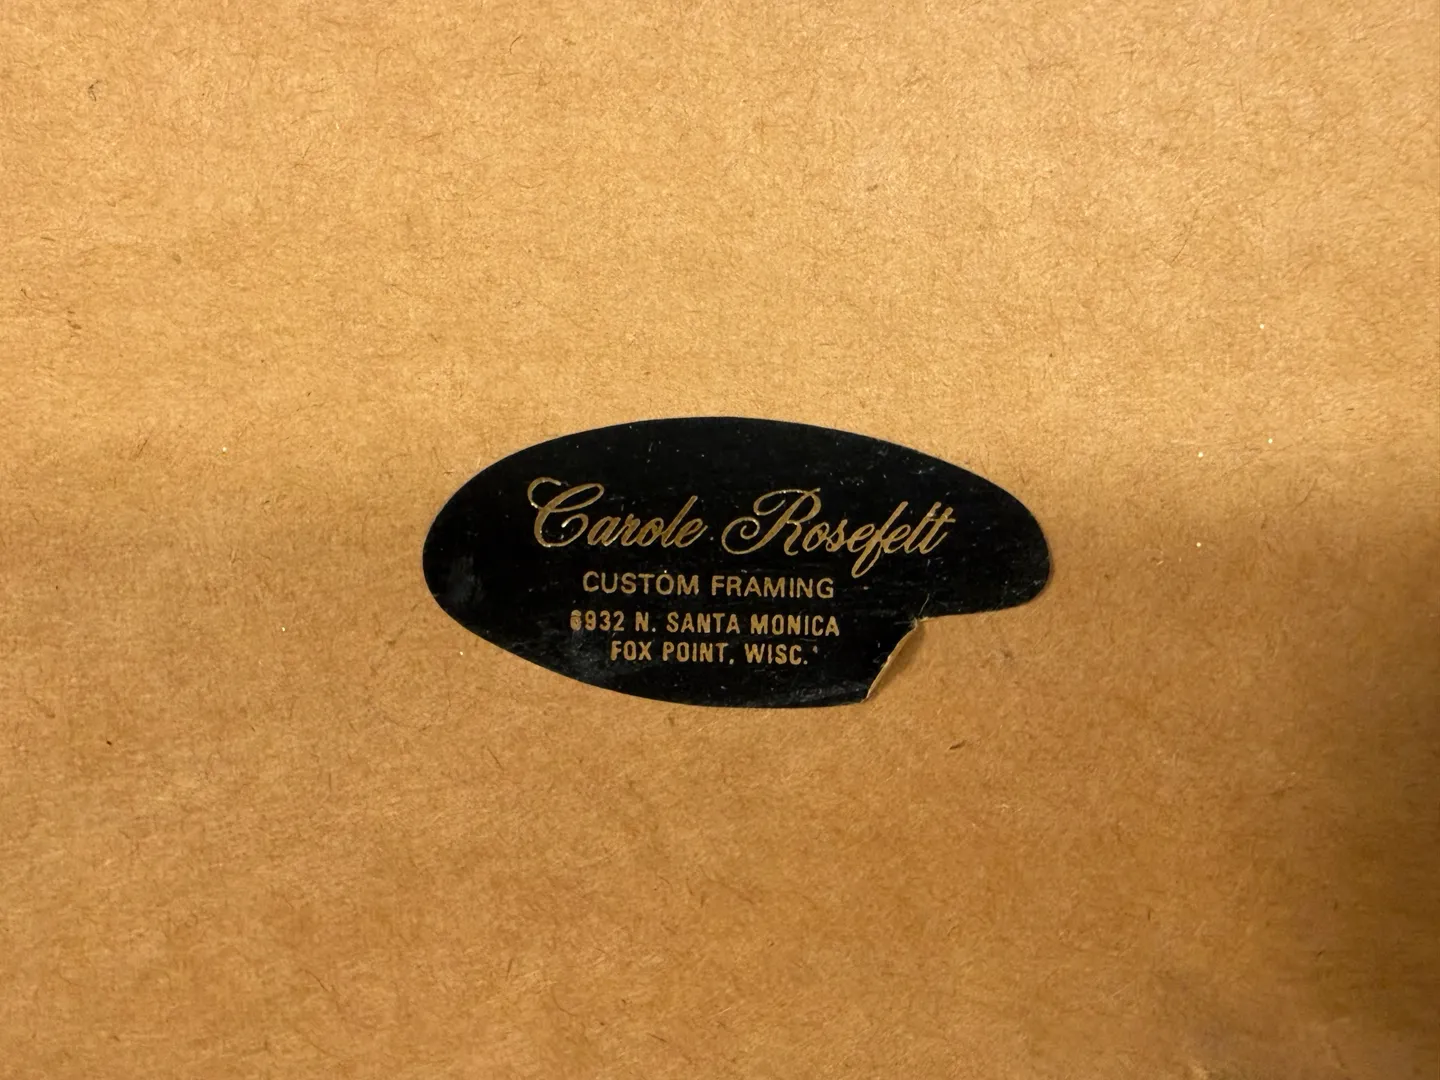 Carole Rosefelt
CUSTOM FRAMING
6932 N. SANTA MONICA
FOX POINT, WISC.